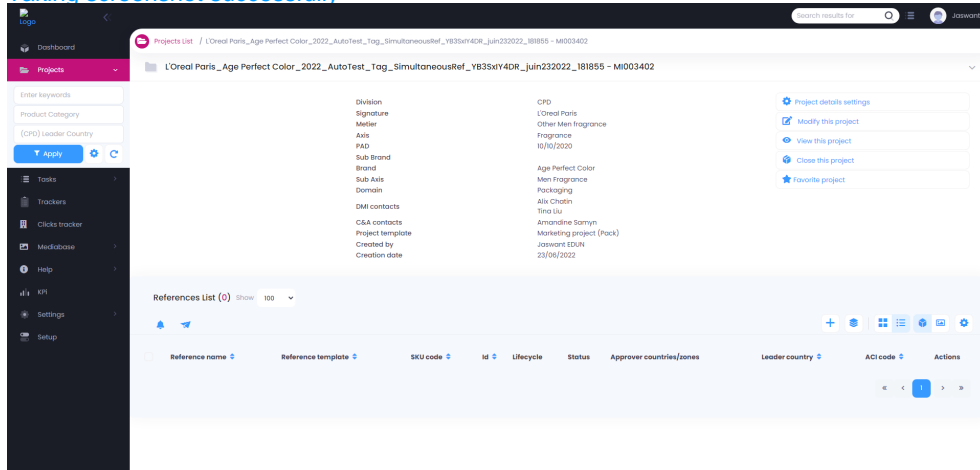 Taking screenshot successfully
Logo
Search results for
Jaswant
Dashboard
Projects List / L'Oreal Paris_Age Perfect Color_2022_AutoTest_Tag_SimultaneousRef_YB3SxIY4DR_juin232022_181855 - MI003402
Projects
L'Oreal Paris_Age Perfect Color_2022_AutoTest_Tag_SimultaneousRef_YB3SxIY4DR_juin232022_181855 - MI003402
Enter keywords
Product Category
(CPD) Leader Country
Apply
Tasks
Trackers
Clicks tracker
Mediabase
Help
KPI
Settings
Setup
Division CPD
Signature L'Oreal Paris
Metier Other Men fragrance
Axis Fragrance
PAD 10/10/2020
Sub Brand
Brand Age Perfect Color
Sub Axis Men Fragrance
Domain Packaging
DMI contacts Alix Chatin
Tina Liu
C&A contacts Amandine Samyn
Project template Marketing project (Pack)
Created by Jaswant EDUN
Creation date 23/06/2022
Project details settings
Modify this project
View this project
Close this project
Favorite project
References List (0) Show 100
Reference name Reference template SKU code Id Lifecycle Status Approver countries/zones Leader country ACI code Actions
« < 1 > »